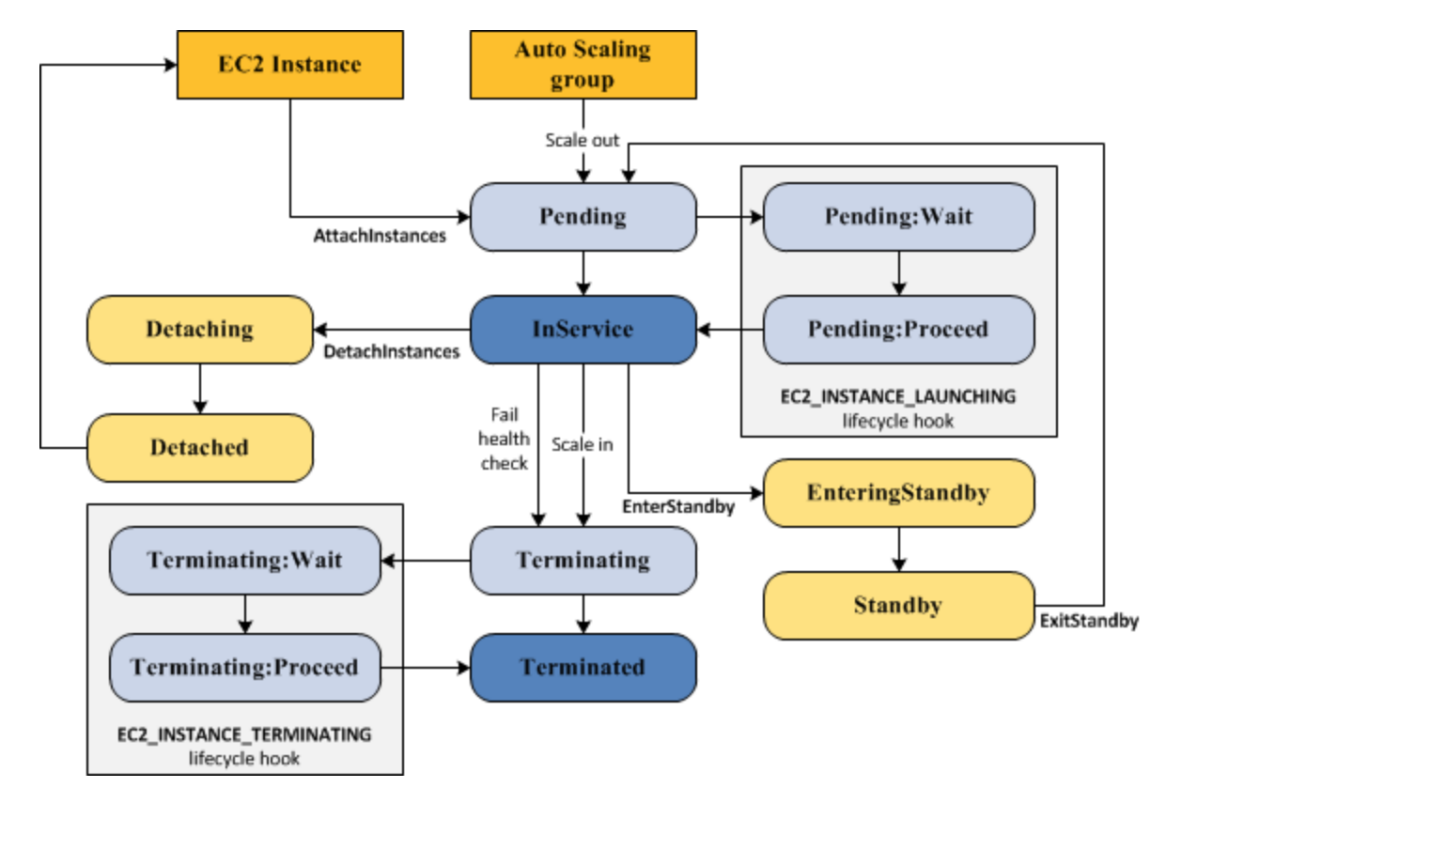 EC2 Instance
Auto Scaling
group
Scale out
Pending
Pending:Wait
AttachInstances
Detaching
InService
Pending:Proceed
DetachInstances
EC2_INSTANCE_LAUNCHING
lifecycle hook
Fail
health
check
Scale in
Detached
EnteringStandby
EnterStandby
Terminating:Wait
Terminating
Standby
ExitStandby
Terminating:Proceed
Terminated
EC2_INSTANCE_TERMINATING
lifecycle hook